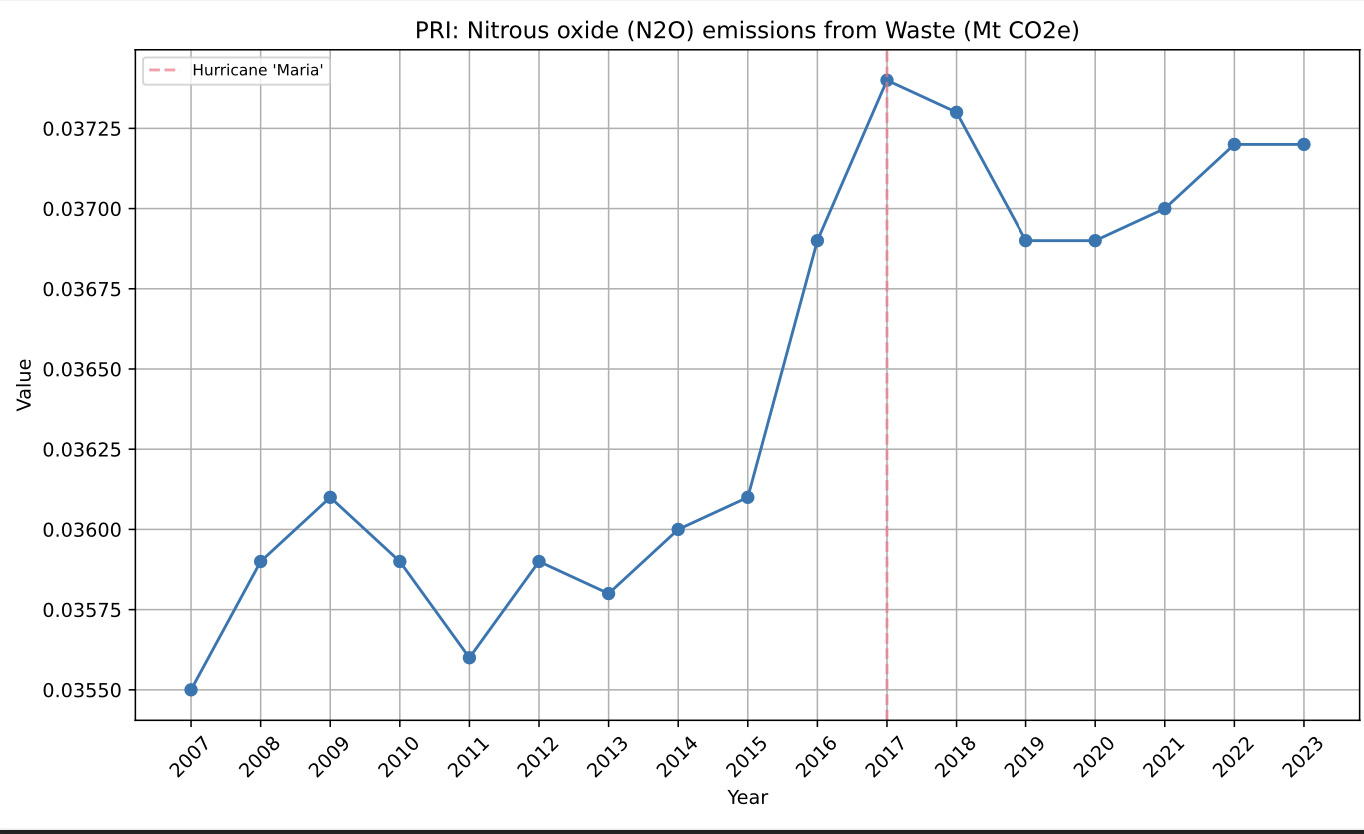 PRI: Nitrous oxide (N2O) emissions from Waste (Mt CO2e)
Hurricane 'Maria'
0.03725
0.03700
0.03675
0.03650
0.03625
0.03600
0.03575
0.03550
Value
2007 2008 2009 2010 2011 2012 2013 2014 2015 2016 2017 2018 2019 2020 2021 2022 2023
Year